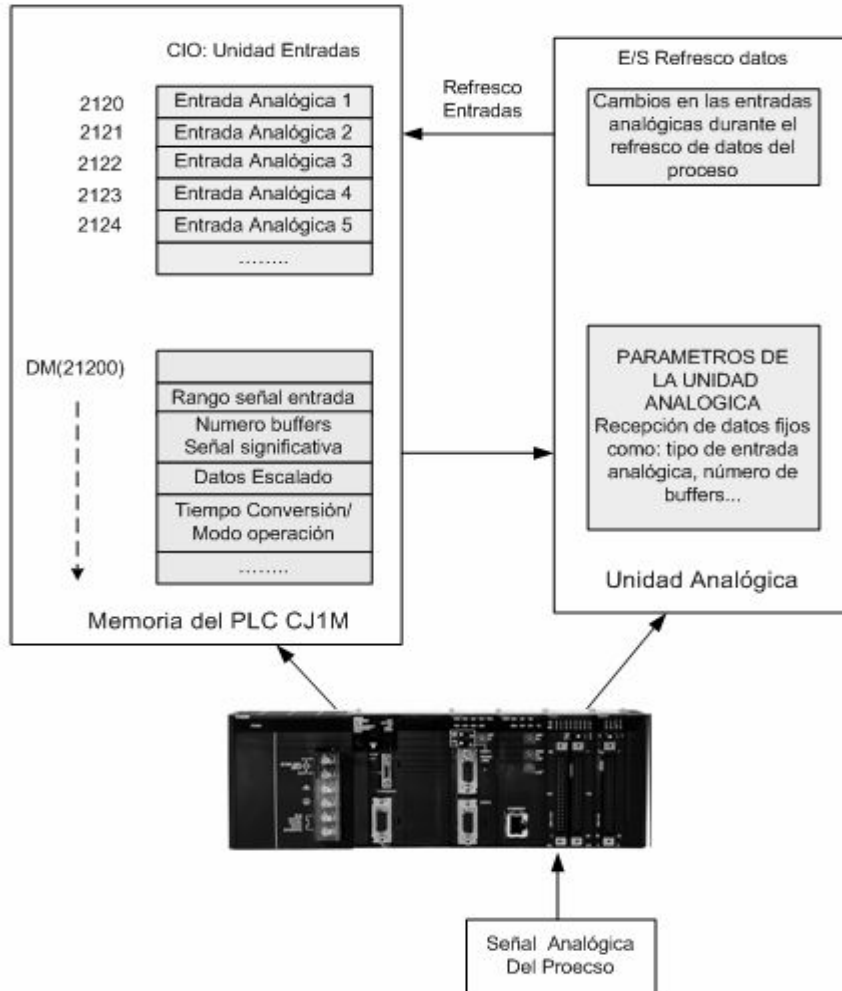 CIO: Unidad Entradas
2120
Entrada Analógica 1
2121
Entrada Analógica 2
2122
Entrada Analógica 3
2123
Entrada Analógica 4
2124
Entrada Analógica 5
........
DM(21200)
Rango señal entrada
Numero buffers
Señal significativa
Datos Escalado
Tiempo Conversión/
Modo operación
........
Memoria del PLC CJ1M
Refresco
Entradas
E/S Refresco datos
Cambios en las entradas
analógicas durante el
refresco de datos del
proceso
PARAMETROS DE
LA UNIDAD
ANALOGICA
Recepción de datos fijos
como: tipo de entrada
analógica, número de
buffers...
Unidad Analógica
Señal Analógica
Del Proecso